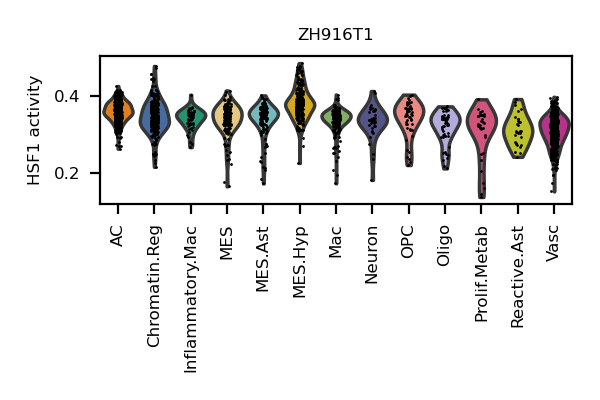 ZH916T1
HSF1 activity
0.4
0.2
AC
Chromatin.Reg
Inflammatory.Mac
MES
MES.Ast
MES.Hyp
Mac
Neuron
OPC
Oligo
Prolif.Metab
Reactive.Ast
Vasc